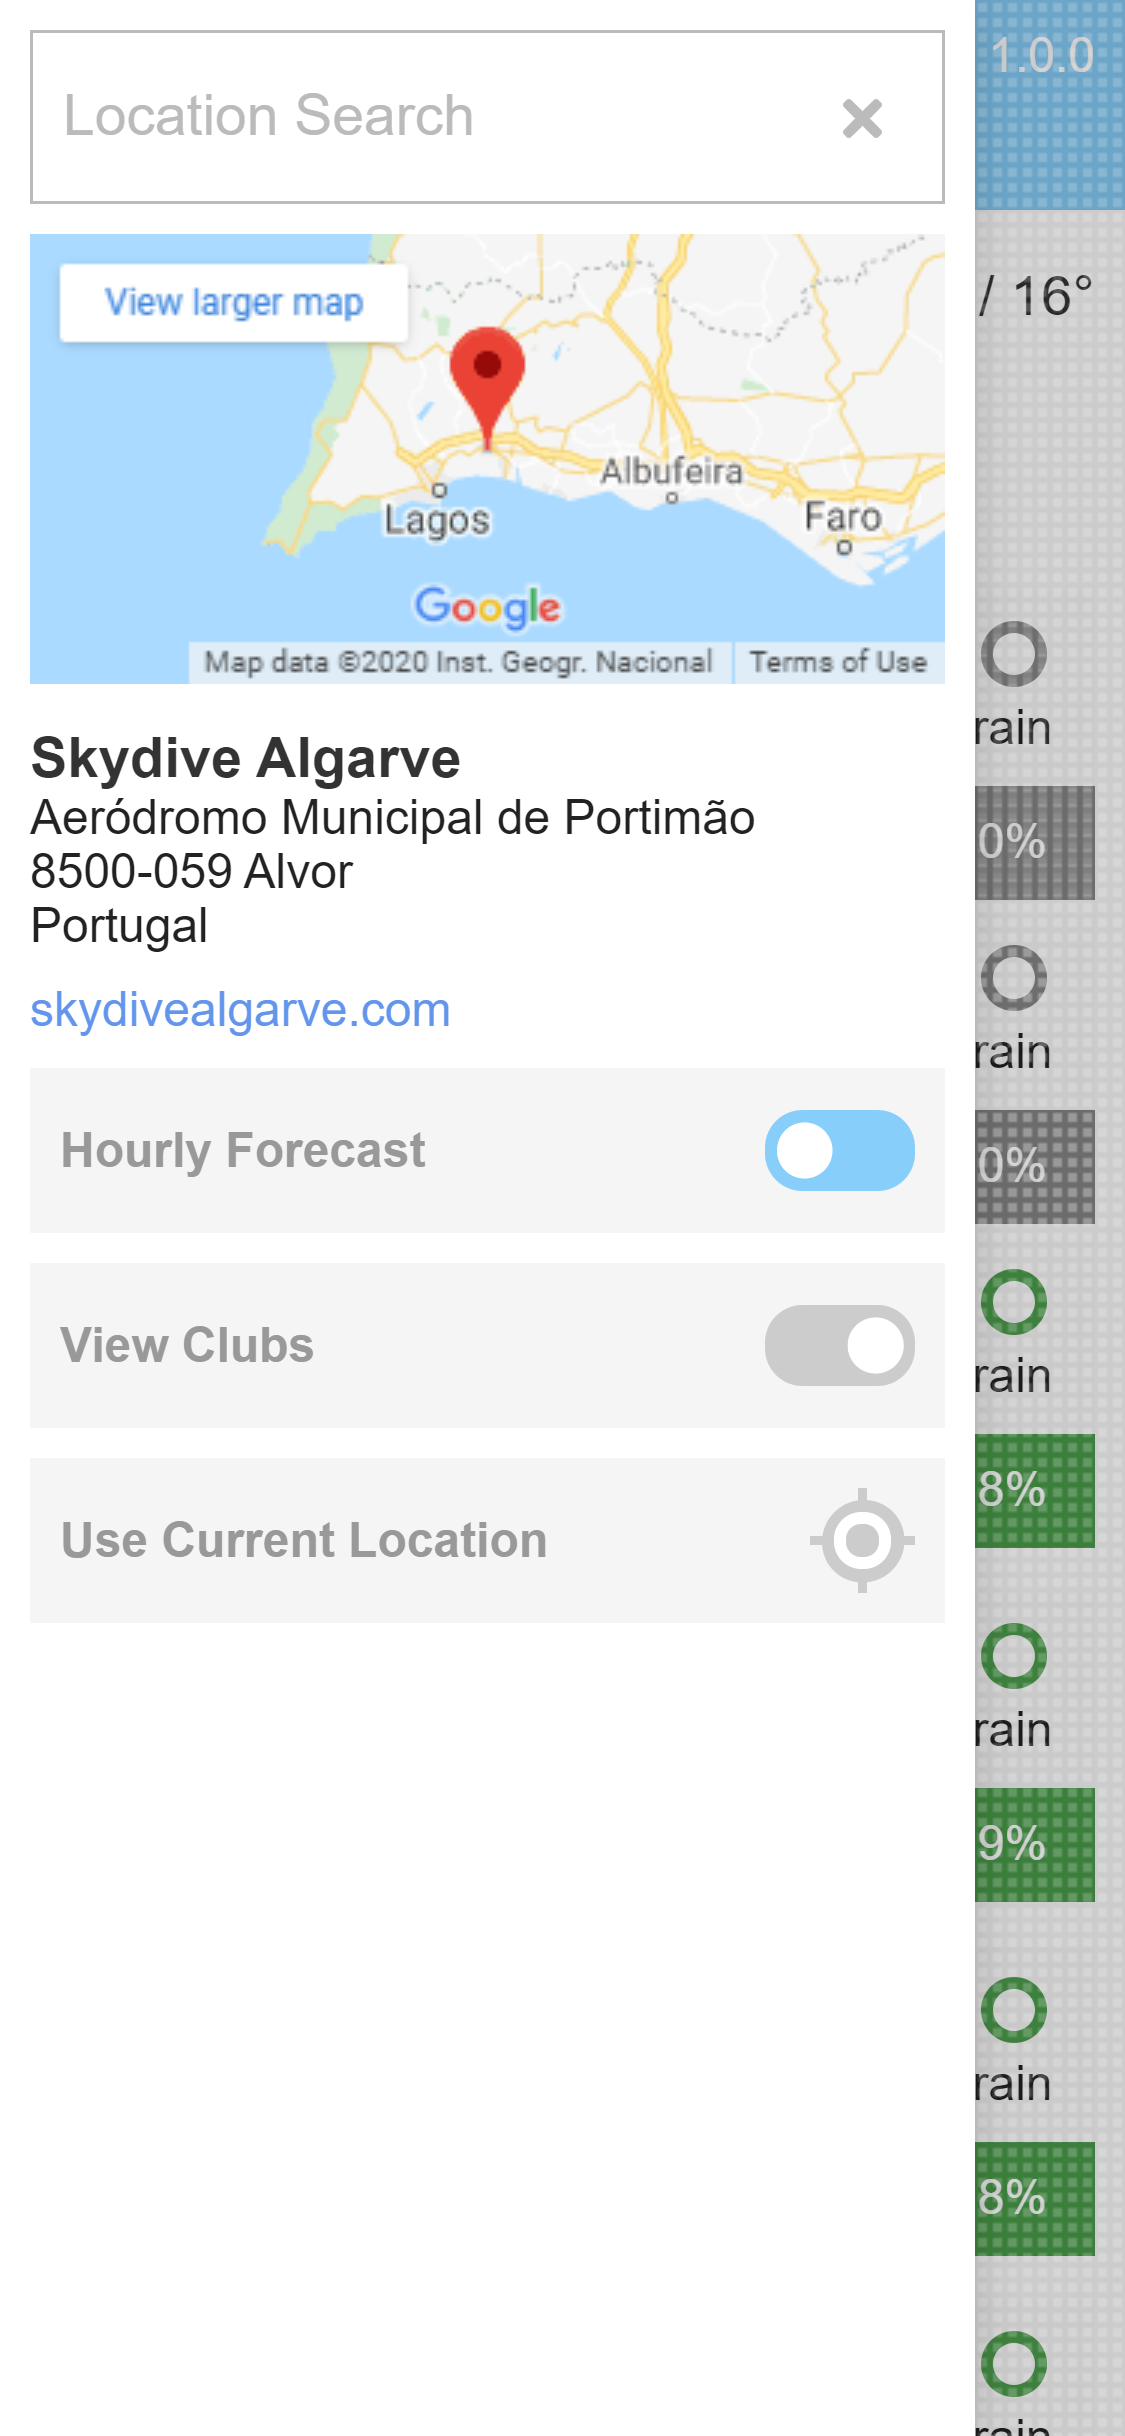 Location Search
1.0.0
View larger map
/ 16°
Albufeira
Lagos
Faro
Google
Map data ©2020 Inst. Geogr. Nacional
Terms of Use
Skydive Algarve
Aeródromo Municipal de Portimão
8500-059 Alvor
Portugal
skydivealgarve.com
Hourly Forecast
View Clubs
Use Current Location
rain
0%
rain
0%
rain
8%
rain
9%
rain
8%
rain